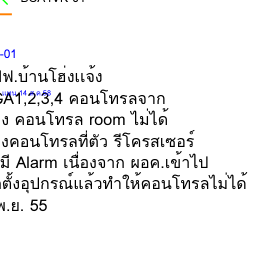 -01
ฟ.บ้านโฮ่งแจ้ง
GA1,2,3,4 คอนโทรลจาก
ง คอนโทรล room ไม่ได้
งคอนโทรลที่ตัว รีโครสเซอร์
มี Alarm เนื่องจาก ผอค.เข้าไป
ตั้งอุปกรณ์แล้วทำให้คอนโทรลไม่ได้
พ.ย. 55